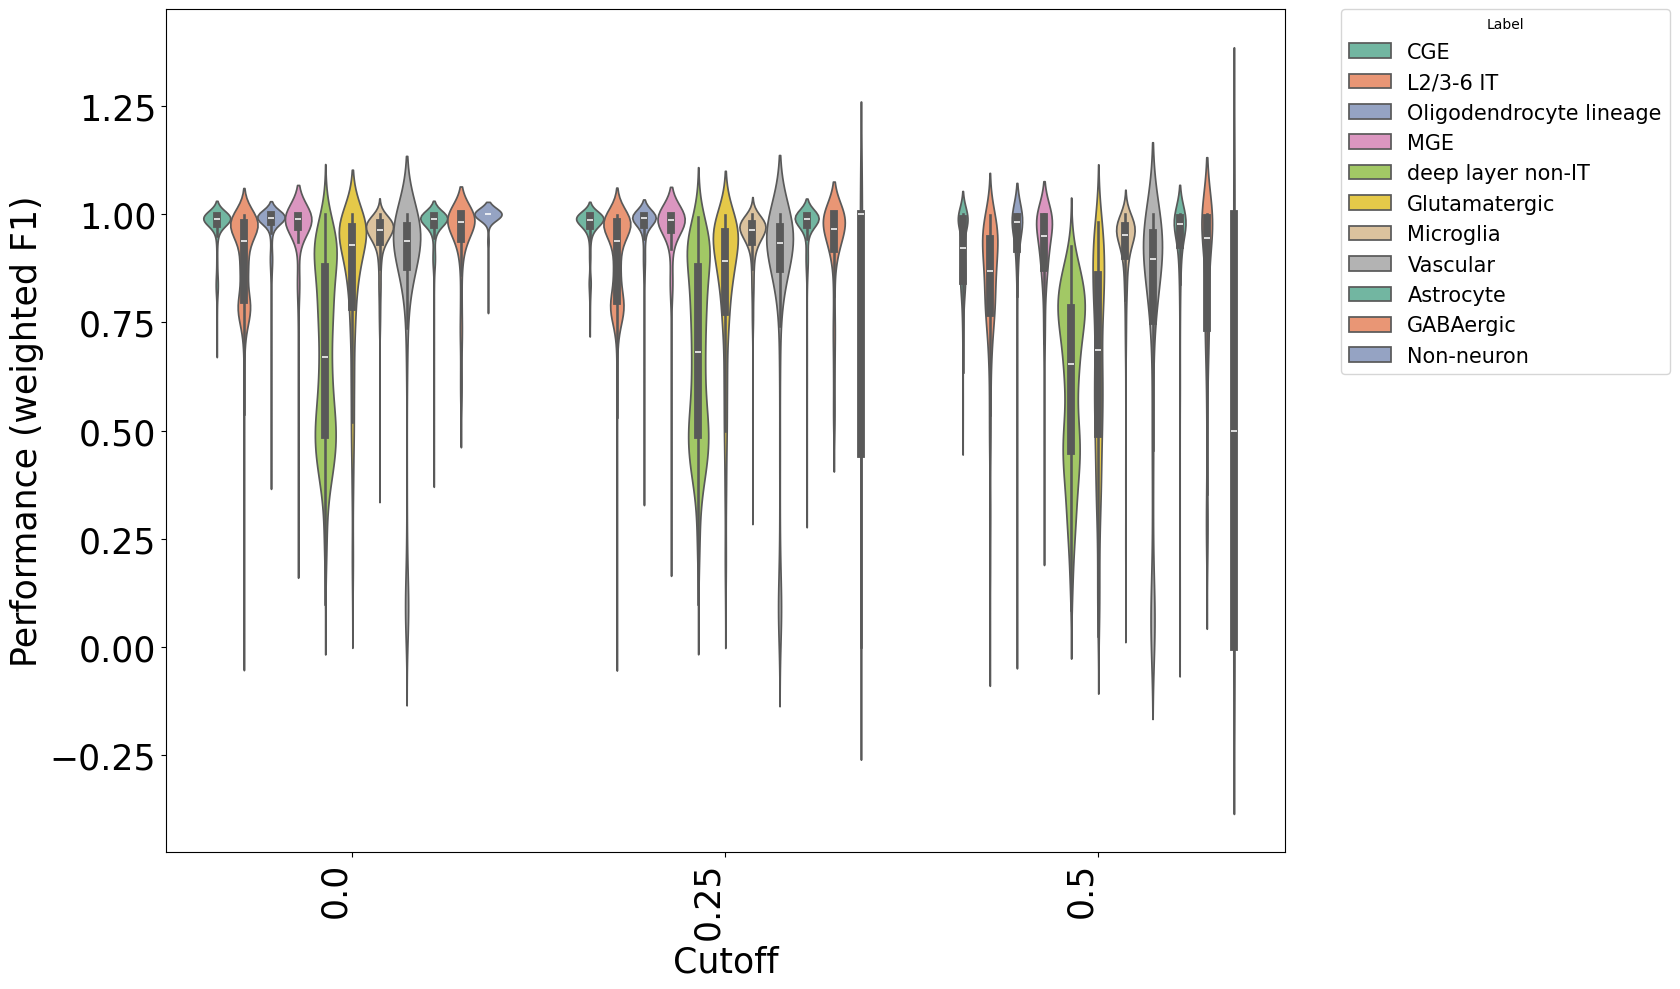 Label
CGE
L2/3-6 IT
Oligodendrocyte lineage
MGE
deep layer non-IT
Glutamatergic
Microglia
Vascular
Astrocyte
GABAergic
Non-neuron
Performance (weighted F1)
1.25
1.00
0.75
0.50
0.25
0.00
−0.25
0.0
0.25
0.5
Cutoff